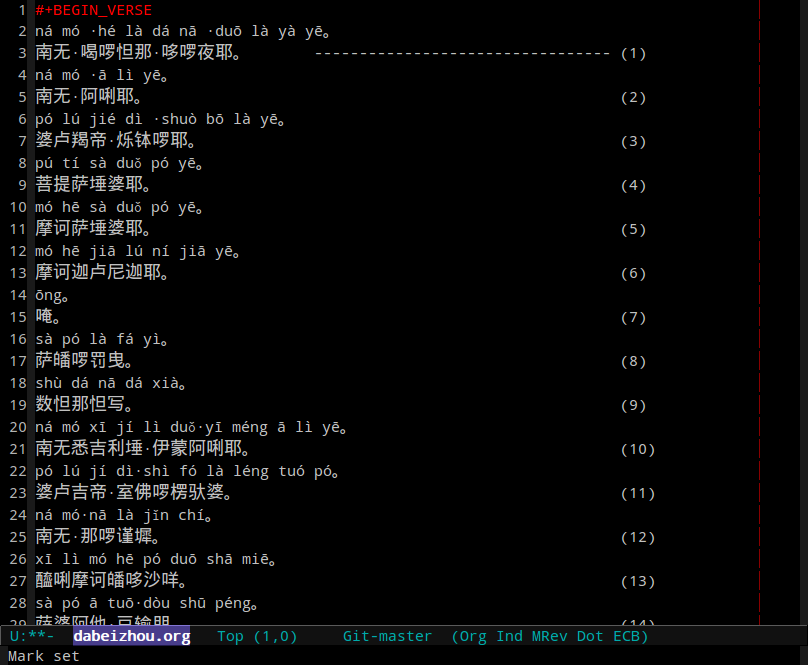 1 #+BEGIN_VERSE
2 ná mó ·hé là dá nā ·duō là yà yē。
3 南无·喝啰怛那·哆啰夜耶。 --------------------------------- (1)
4 ná mó ·ā lì yē。
5 南无·阿唎耶。 (2)
6 pó lú jié dì ·shuò bō là yē。
7 婆卢羯帝·烁钵啰耶。 (3)
8 pú tí sà duǒ pó yē。
9 菩提萨埵婆耶。 (4)
10 mó hē sà duǒ pó yē。
11 摩诃萨埵婆耶。 (5)
12 mó hē jiā lú ní jiā yē。
13 摩诃迦卢尼迦耶。 (6)
14 ōng。
15 唵。 (7)
16 sà pó là fá yì。
17 萨皤啰罚曳。 (8)
18 shù dá nā dá xià。
19 数怛那怛写。 (9)
20 ná mó xī jí lì duǒ·yī méng ā lì yē。
21 南无悉吉利埵·伊蒙阿唎耶。 (10)
22 pó lú jí dì·shì fó là léng tuó pó。
23 婆卢吉帝·室佛啰楞驮婆。 (11)
24 ná mó·nā là jǐn chí。
25 南无·那啰谨墀。 (12)
26 xī lì mó hē pó duō shā miē。
27 醯唎摩诃皤哆沙咩。 (13)
28 sà pó ā tuō·dòu shū péng。
29 萨婆阿他·豆输朋 (14)
U:**- dabeizhou.org Top (1,0) Git-master (Org Ind MRev Dot ECB)
Mark set